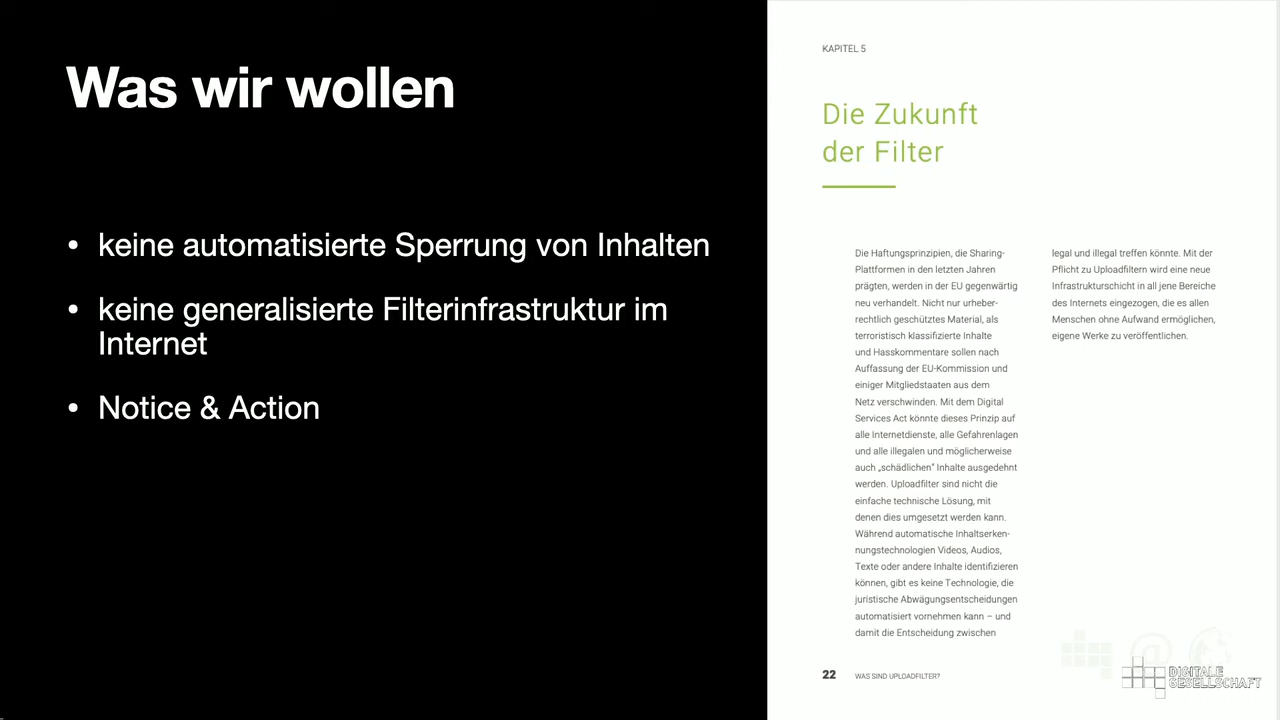 Was wir wollen
• keine automatisierte Sperrung von Inhalten
• keine generalisierte Filterinfrastruktur im
Internet
• Notice & Action
KAPITEL 5
Die Zukunft
der Filter
Die Haftungsprinzipien, die Sharing-
Plattformen in den letzten Jahren
prägten, werden in der EU gegenwärtig
neu verhandelt. Nicht nur urheber-
rechtlich geschütztes Material, als
terroristisch klassifizierte Inhalte
und Hasskommentare sollen nach
Auffassung der EU-Kommission und
einiger Mitgliedstaaten aus dem
Netz verschwinden. Mit dem Digital
Services Act könnte dieses Prinzip auf
alle Internetdienste, alle Gefahrenlagen
und alle illegalen und möglicherweise
auch „schädlichen“ Inhalte ausgedehnt
werden. Uploadfilter sind nicht die
einfache technische Lösung, mit
denen dies umgesetzt werden kann.
Während automatische Inhaltserken-
nungstechnologien Videos, Audios,
Texte oder andere Inhalte identifizieren
können, gibt es keine Technologie, die
juristische Abwägungsentscheidungen
automatisiert vornehmen kann – und
damit die Entscheidung zwischen
legal und illegal treffen könnte. Mit der
Pflicht zu Uploadfiltern wird eine neue
Infrastrukturschicht in all jene Bereiche
des Internets eingezogen, die es allen
Menschen ohne Aufwand ermöglichen,
eigene Werke zu veröffentlichen.
22 WAS SIND UPLOADFILTER?
DIGITALE
GESELLSCHAFT